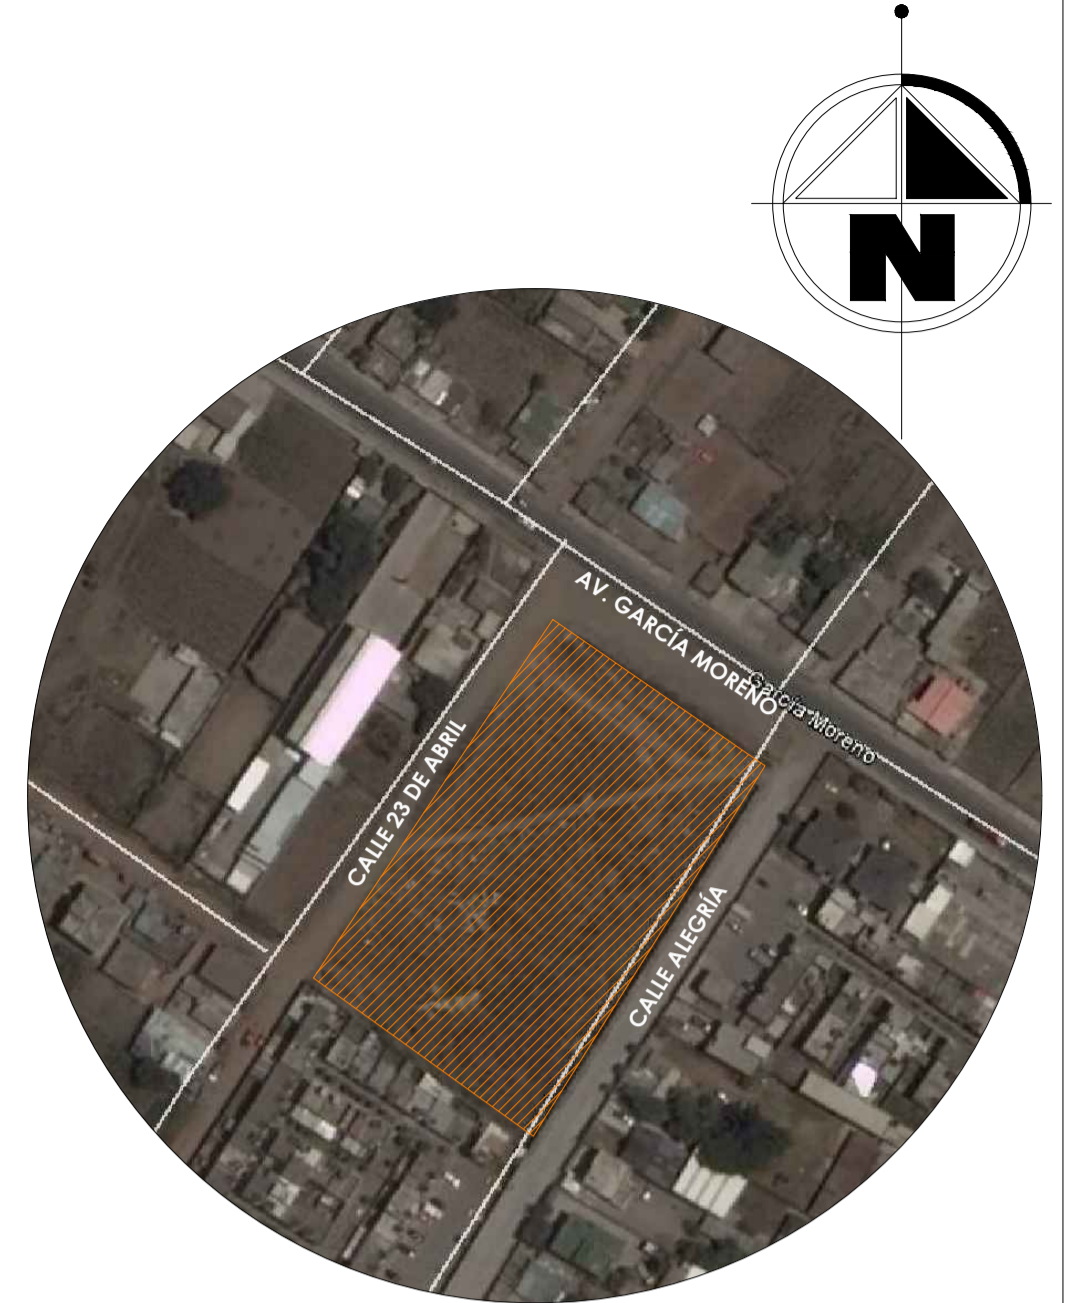 N
AV. GARCÍA MORENO
García Moreno
CALLE 23 DE ABRIL
CALLE ALEGRÍA